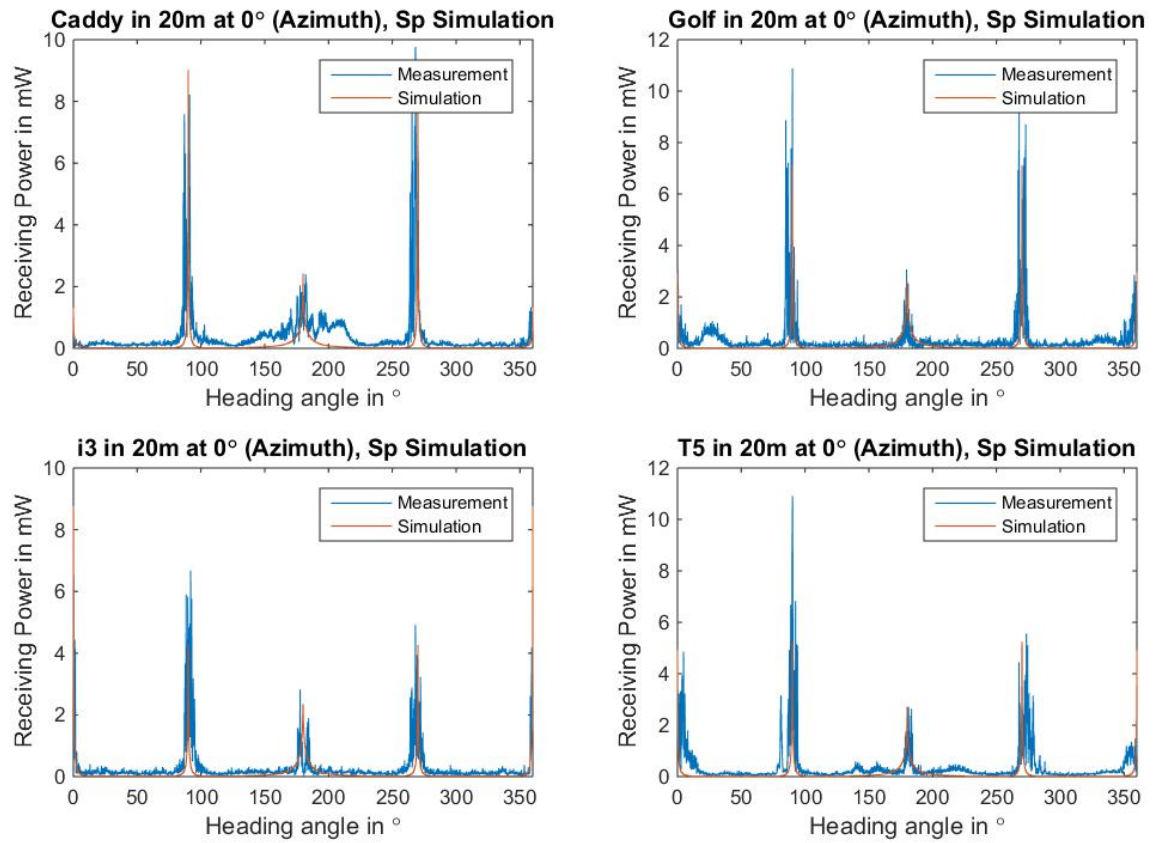 Caddy in 20m at 0° (Azimuth), Sp Simulation
Receiving Power in mW
10
8
6
4
2
0
Measurement
Simulation
0 50 100 150 200 250 300 350
Heading angle in °
Golf in 20m at 0° (Azimuth), Sp Simulation
Receiving Power in mW
12
10
8
6
4
2
0
Measurement
Simulation
0 50 100 150 200 250 300 350
Heading angle in °
i3 in 20m at 0° (Azimuth), Sp Simulation
Receiving Power in mW
10
8
6
4
2
0
Measurement
Simulation
0 50 100 150 200 250 300 350
Heading angle in °
T5 in 20m at 0° (Azimuth), Sp Simulation
Receiving Power in mW
12
10
8
6
4
2
0
Measurement
Simulation
0 50 100 150 200 250 300 350
Heading angle in °